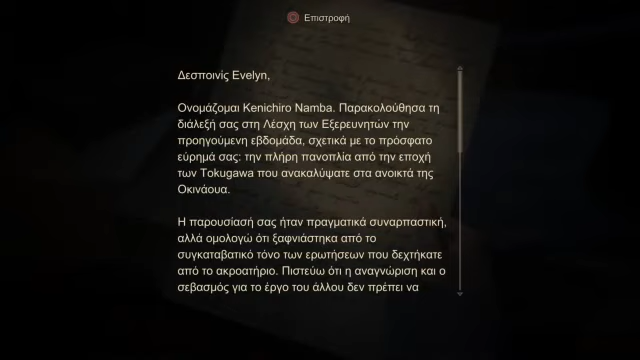 Επιστροφή
Δεσποινίς Evelyn,
Ονομάζομαι Kenichiro Namba. Παρακολούθησα τη
διάλεξή σας στη Λέσχη των Εξερευνητών την
προηγούμενη εβδομάδα, σχετικά με το πρόσφατο
εύρημά σας: την πλήρη πανοπλία από την εποχή
των Tokugawa που ανακαλύψατε στα ανοικτά της
Οκινάουα.
Η παρουσίασή σας ήταν πραγματικά συναρπαστική,
αλλά ομολογώ ότι ξαφνιάστηκα από το
συγκαταβατικό τόνο των ερωτήσεων που δεχτήκατε
από το ακροατήριο. Πιστεύω ότι η αναγνώριση και ο
σεβασμός για το έργο του άλλου δεν πρέπει να